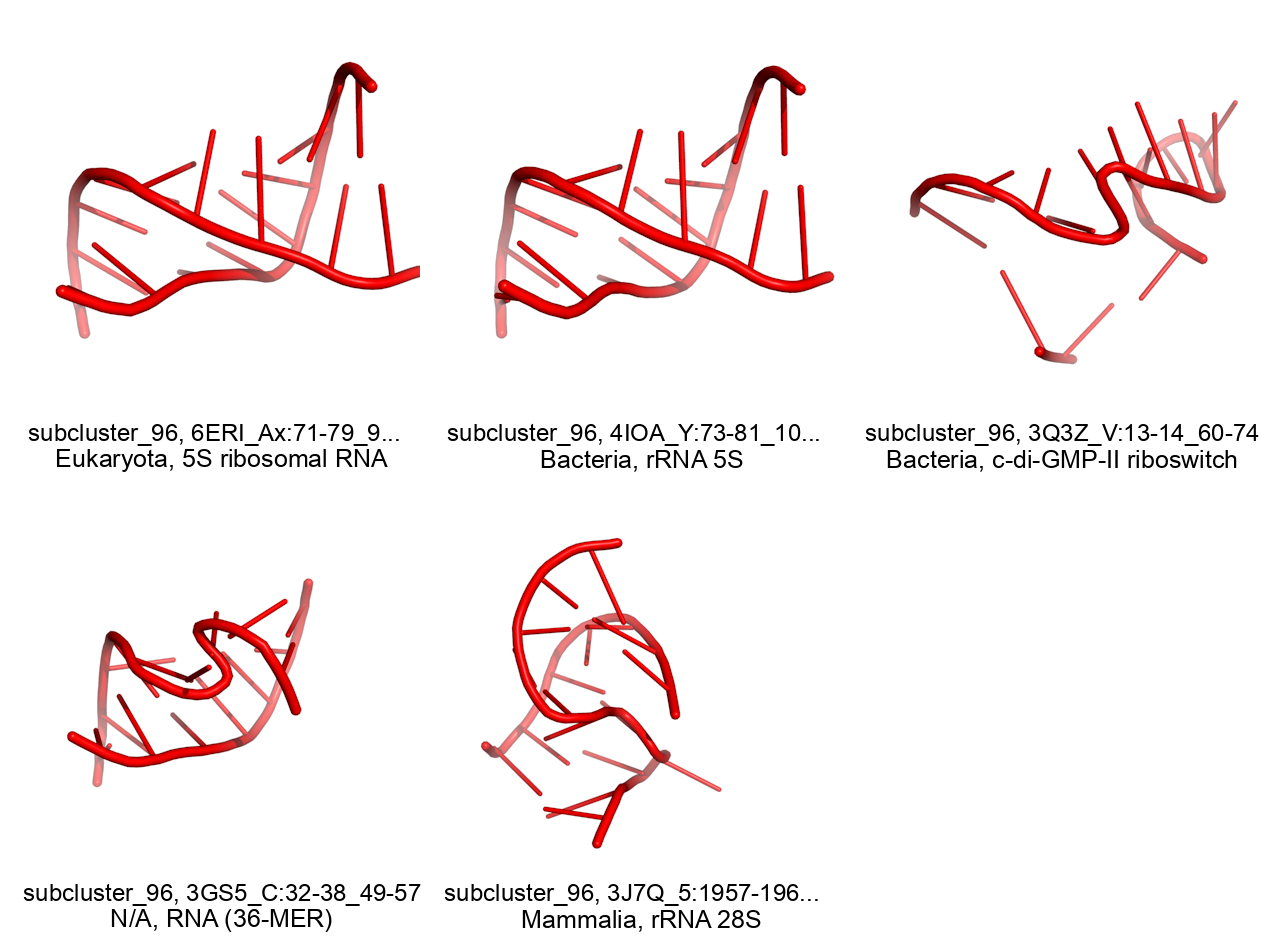 subcluster_96, 6ERI_Ax:71-79_9...
Eukaryota, 5S ribosomal RNA
subcluster_96, 4IOA_Y:73-81_10...
Bacteria, rRNA 5S
subcluster_96, 3Q3Z_V:13-14_60-74
Bacteria, c-di-GMP-II riboswitch
subcluster_96, 3GS5_C:32-38_49-57
N/A, RNA (36-MER)
subcluster_96, 3J7Q_5:1957-196...
Mammalia, rRNA 28S